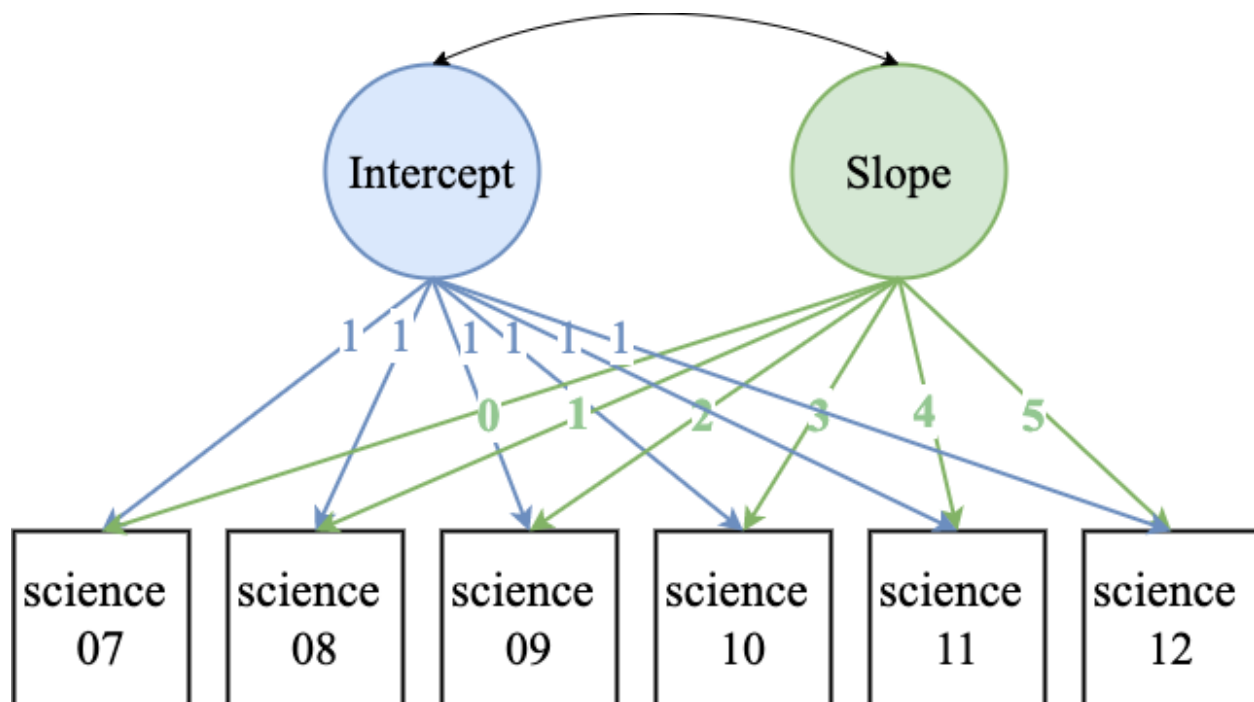 Intercept
Slope
1 1 1 1 1 1
0 1 2 3 4 5
science science science science science science
07 08 09 10 11 12